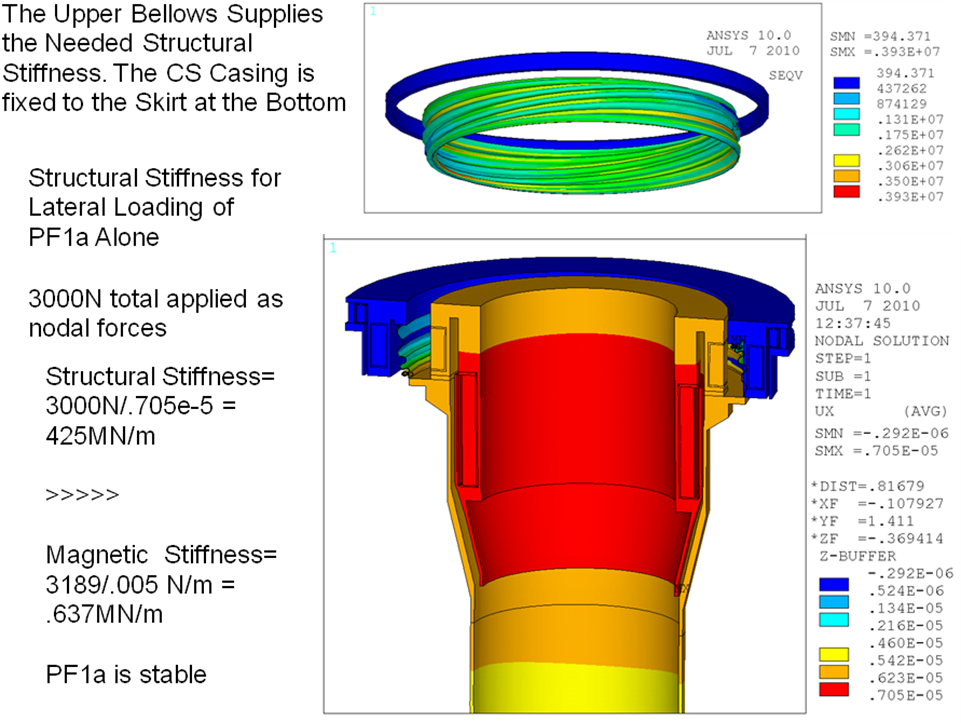 The Upper Bellows Supplies
the Needed Structural
Stiffness. The CS Casing is
fixed to the Skirt at the Bottom
Structural Stiffness for
Lateral Loading of
PF1a Alone
3000N total applied as
nodal forces
Structural Stiffness=
3000N/.705e-5 =
425MN/m
>>>>>
Magnetic Stiffness=
3189/.005 N/m =
.637MN/m
PF1a is stable
1
ANSYS 10.0
JUL 7 2010
SEQV
SMN =394.371
SMX =.393E+07
394.371
437262
874129
.131E+07
.175E+07
.262E+07
.306E+07
.350E+07
.393E+07
1
ANSYS 10.0
JUL 7 2010
12:37:45
NODAL SOLUTION
STEP=1
SUB =1
TIME=1
UX (AVG)
SMN =-.292E-06
SMX =.705E-05
*DIST=.81679
*XF =-.107927
*YF =1.411
*ZF =-.369414
Z-BUFFER
-.292E-06
.524E-06
.134E-05
.216E-05
.460E-05
.542E-05
.623E-05
.705E-05